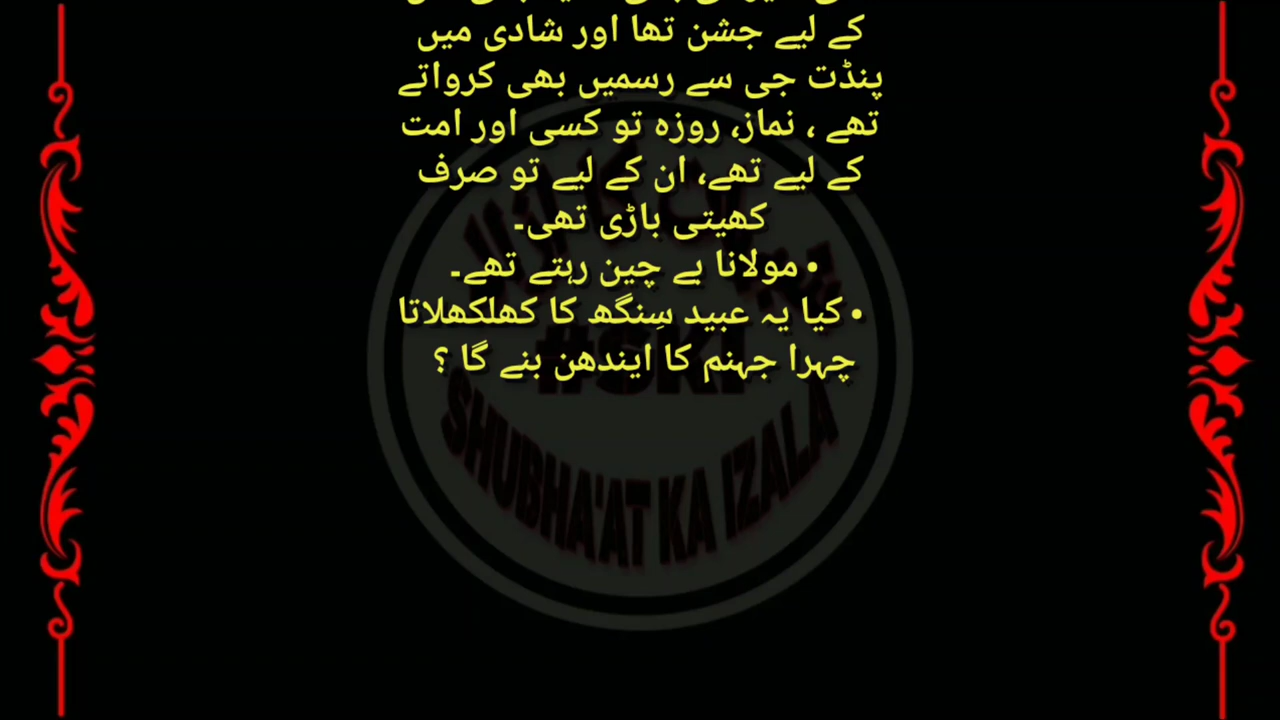 کے لیے جشن تھا اور شادی میں
پنڈت جی سے رسمیں بھی کرواتے
تھے ، نماز، روزہ تو کسی اور امت
کے لیے تھے، ان کے لیے تو صرف
کھیتی باڑی تھی۔
• مولانا بے چین رہتے تھے۔
• کیا یہ عبید سِنگھ کا کھلکھلاتا
چہرا جہنم کا ایندھن بنے گا ؟
#SKI
SHUBHA'AT KA IZALA